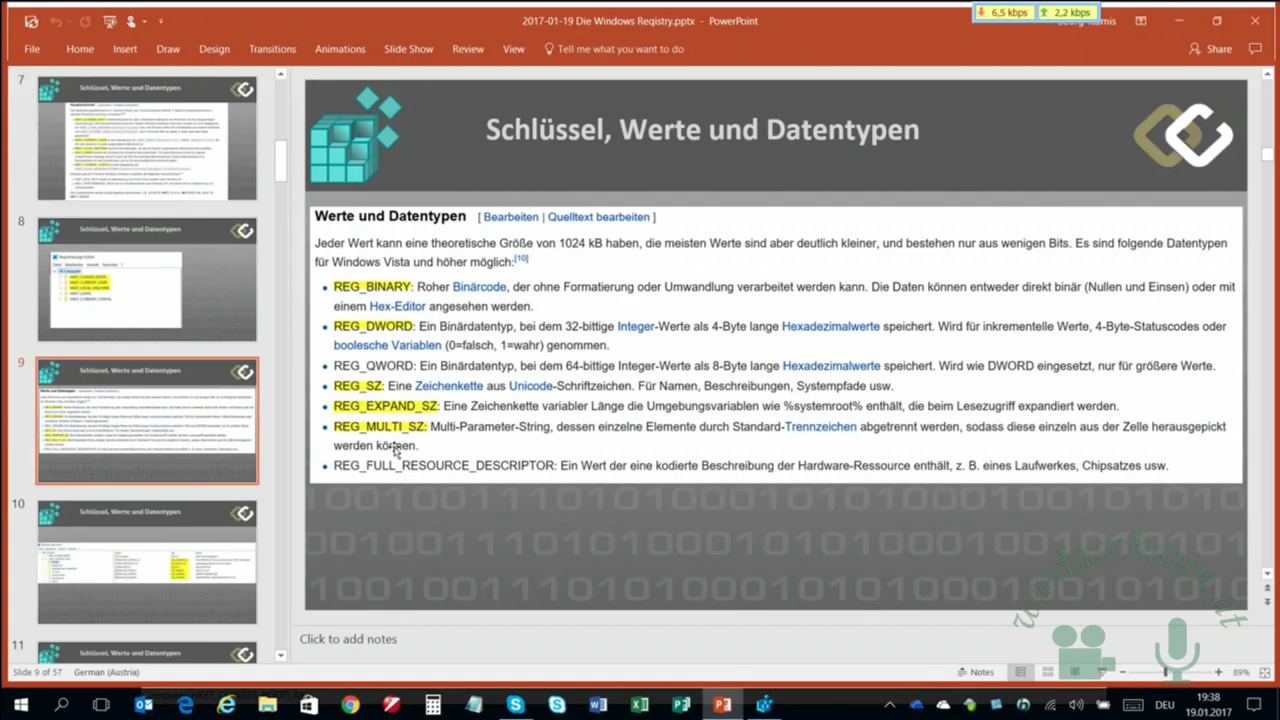 2017-01-19 Die Windows Registry.pptx - PowerPoint
6,5 kbps
2,2 kbps
File Home Insert Draw Design Transitions Animations Slide Show Review View Tell me what you want to do Share
7
Schlüssel, Werte und Datentypen
8
Schlüssel, Werte und Datentypen
9
Schlüssel, Werte und Datentypen
10
Schlüssel, Werte und Datentypen
11
Schlüssel, Werte und Datentypen
Schlüssel, Werte und Datentypen
Werte und Datentypen [ Bearbeiten | Quelltext bearbeiten ]
Jeder Wert kann eine theoretische Größe von 1024 kB haben, die meisten Werte sind aber deutlich kleiner, und bestehen nur aus wenigen Bits. Es sind folgende Datentypen
für Windows Vista und höher möglich:[10]
• REG_BINARY: Roher Binärcode, der ohne Formatierung oder Umwandlung verarbeitet werden kann. Die Daten können entweder direkt binär (Nullen und Einsen) oder mit
einem Hex-Editor angesehen werden.
• REG_DWORD: Ein Binärdatentyp, bei dem 32-bittige Integer-Werte als 4-Byte lange Hexadezimalwerte speichert. Wird für inkrementelle Werte, 4-Byte-Statuscodes oder
boolesche Variablen (0=falsch, 1=wahr) genommen.
• REG_QWORD: Ein Binärdatentyp, bei dem 64-bittige Integer-Werte als 8-Byte lange Hexadezimalwerte speichert. Wird wie DWORD eingesetzt, nur für größere Werte.
• REG_SZ: Eine Zeichenkette aus Unicode-Schriftzeichen. Für Namen, Beschreibungen, Systempfade usw.
• REG_EXPAND_SZ: Eine Zeichenkette variabler Länge die Umgebungsvariablen wie %systemroot% enthält, die beim Lesezugriff expandiert werden.
• REG_MULTI_SZ: Multi-Parameter-String, dessen einzelne Elemente durch Standard-Trennzeichen abgetrennt werden, sodass diese einzeln aus der Zelle herausgepickt
werden können.
• REG_FULL_RESOURCE_DESCRIPTOR: Ein Wert der eine kodierte Beschreibung der Hardware-Ressource enthält, z. B. eines Laufwerkes, Chipsatzes usw.
Click to add notes
Slide 9 of 57 German (Austria) Notes 89%
DEU
19:38
19.01.2017